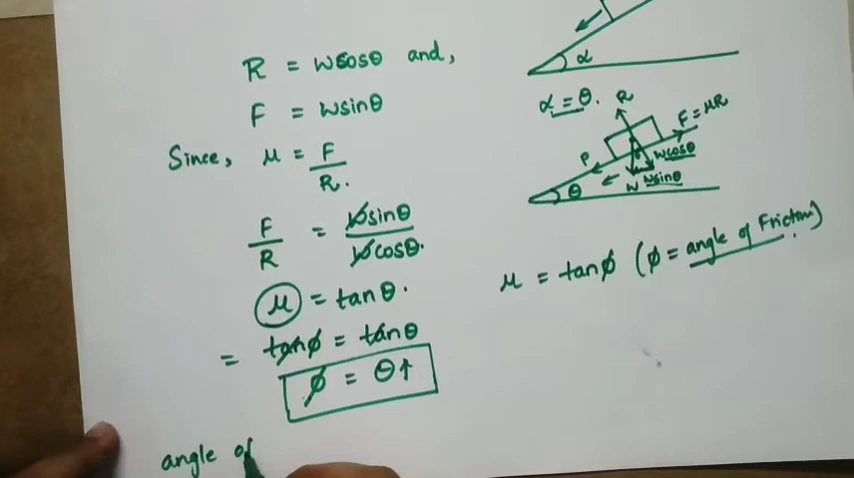 R = Wcosθ and,
F = Wsinθ
Since, μ = F/R.
F/R = Wsinθ/Wcosθ.
μ = tanθ.
= tanϕ = tanθ
ϕ = θ↑
angle of
α
α = θ.
R
F = μR
P
Wcosθ
θ
W Wsinθ
μ = tanϕ (ϕ = angle of Friction).